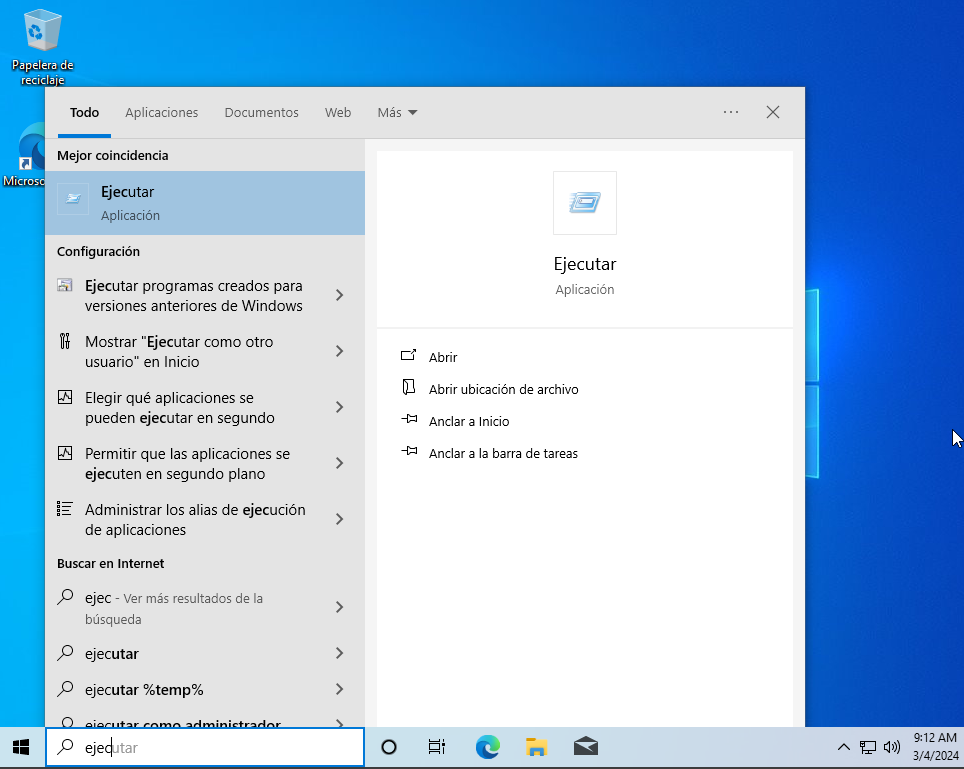 Papelera de
reciclaje
Todo
Aplicaciones
Documentos
Web
Más
Mejor coincidencia
Ejecutar
Aplicación
Configuración
Ejecutar programas creados para
versiones anteriores de Windows
Mostrar "Ejecutar como otro
usuario" en Inicio
Elegir qué aplicaciones se
pueden ejecutar en segundo
Permitir que las aplicaciones se
ejecuten en segundo plano
Administrar los alias de ejecución
de aplicaciones
Buscar en Internet
ejec - Ver más resultados de la
búsqueda
ejecutar
ejecutar %temp%
ejecutar como administrador
Ejecutar
Aplicación
Abrir
Abrir ubicación de archivo
Anclar a Inicio
Anclar a la barra de tareas
ejecutar
9:12 AM
3/4/2024